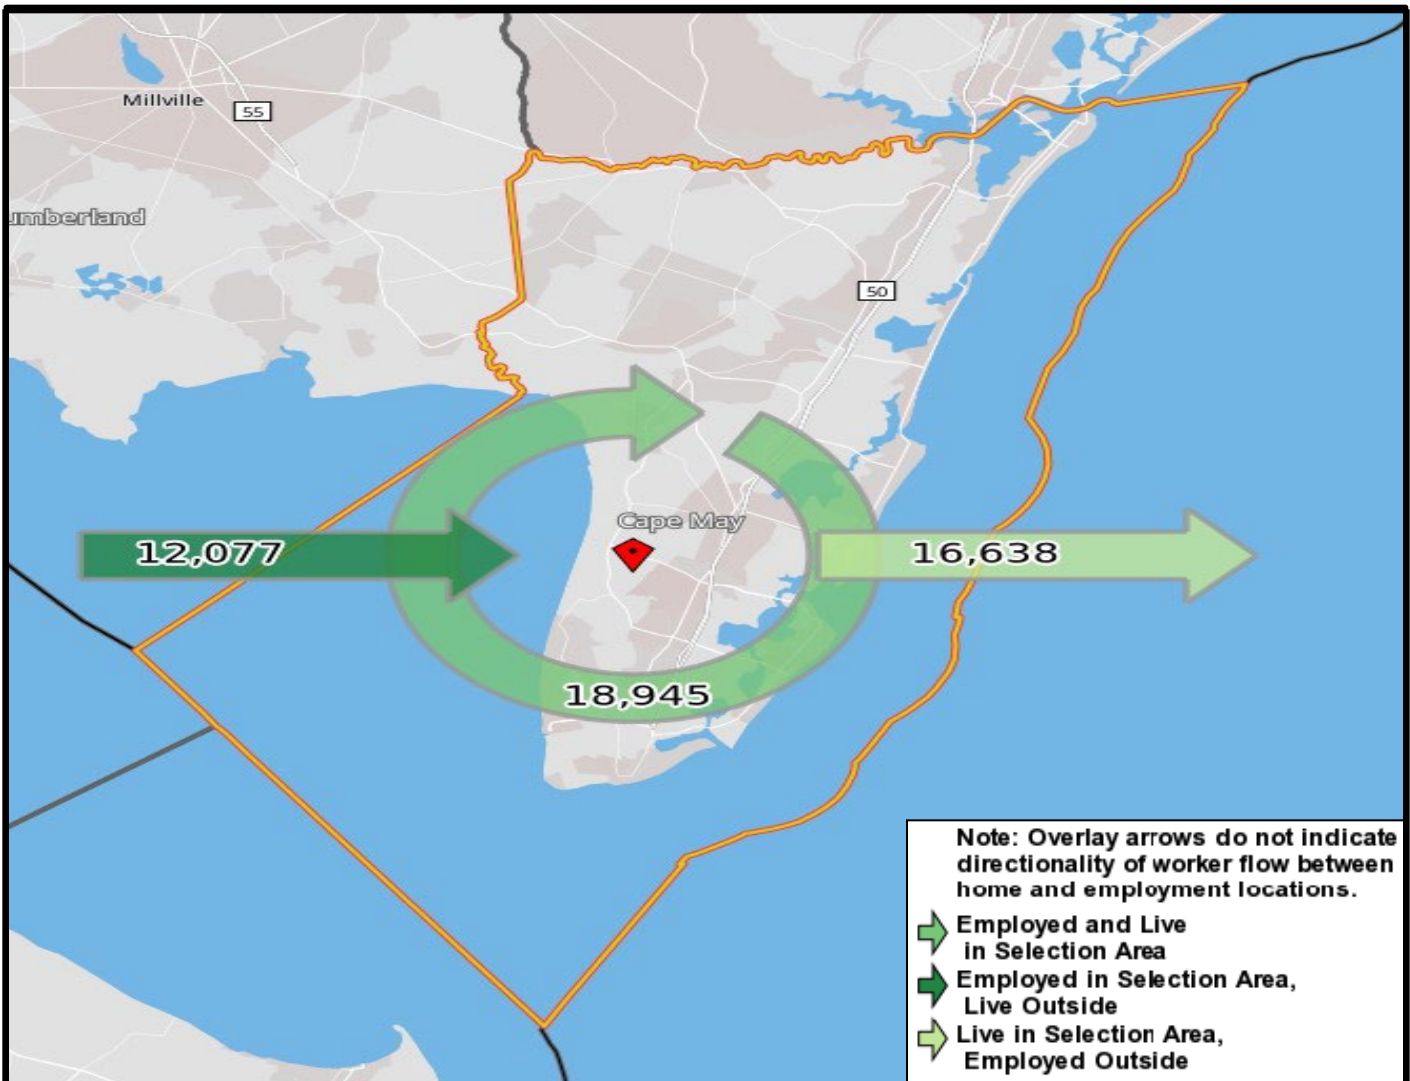 Millville
55
umberland
50
Cape May
12,077
16,638
18,945
Note: Overlay arrows do not indicate
directionality of worker flow between
home and employment locations.
Employed and Live
in Selection Area
Employed in Selection Area,
Live Outside
Live in Selection Area,
Employed Outside